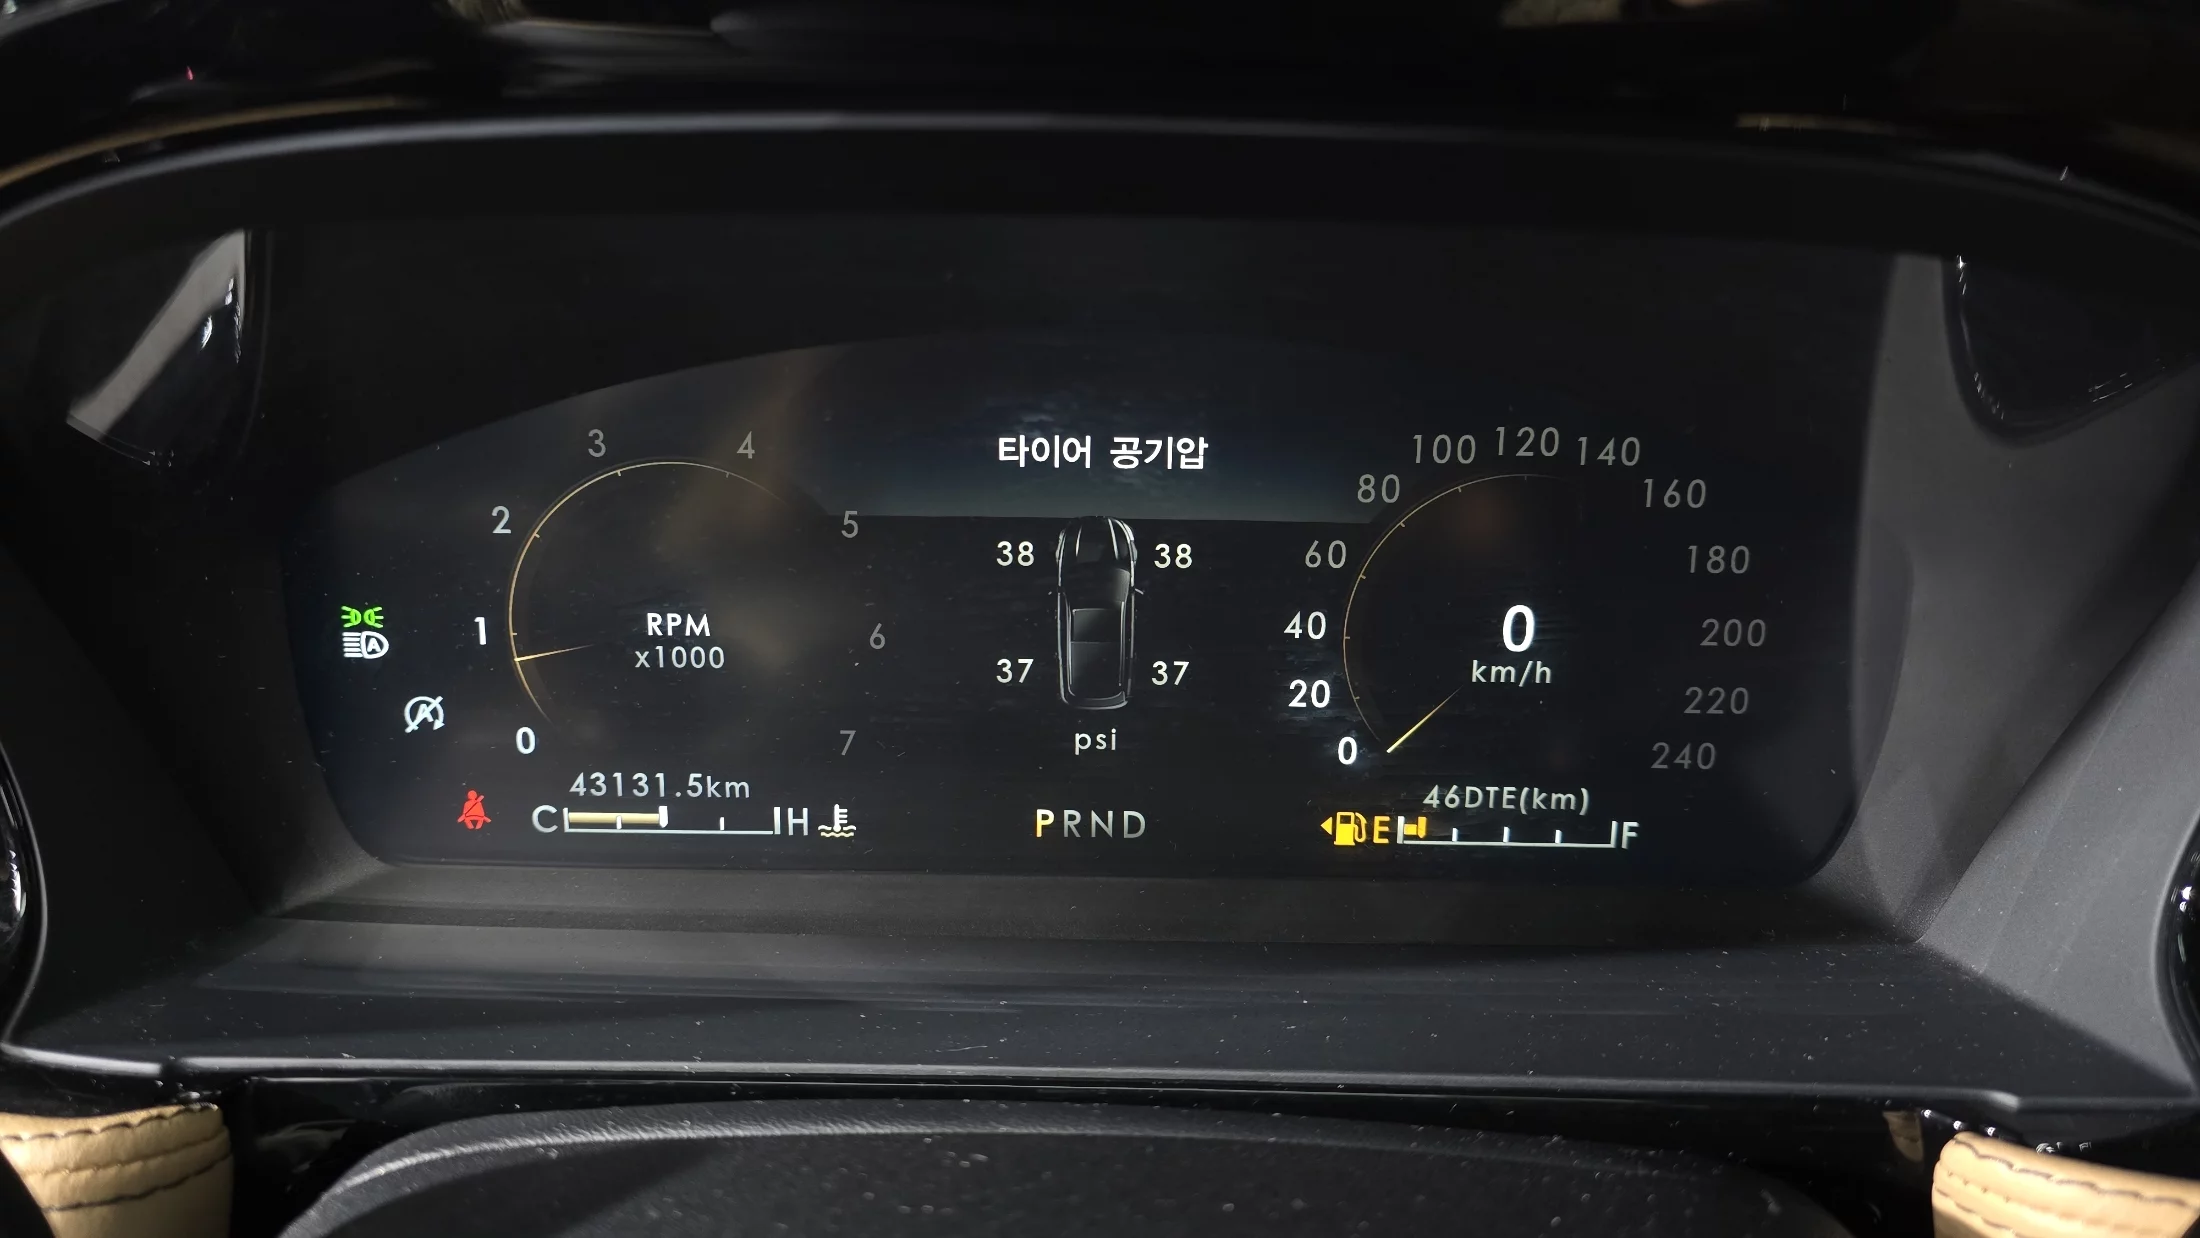 타이어 공기압
38 38
37 37
psi
0 1 2 3 4 5 6 7
RPM
x1000
0 20 40 60 80 100 120 140 160 180 200 220 240
0
km/h
43131.5km
C H
PRND
46DTE(km)
E F
A
A